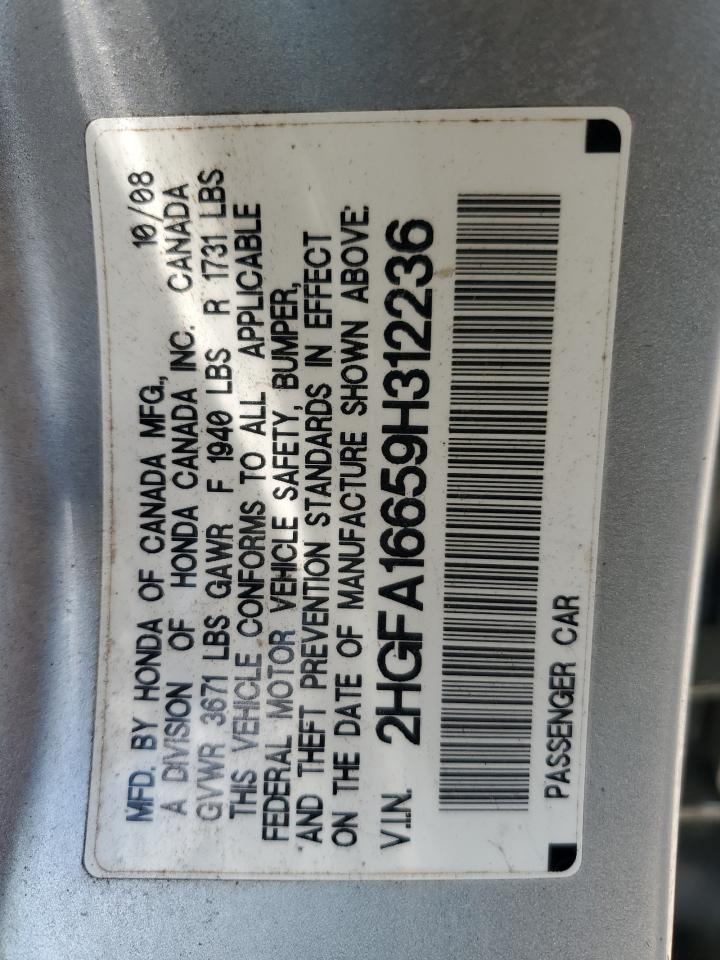 MFD. BY HONDA OF CANADA MFG., 10/08
A DIVISION OF HONDA CANADA INC. CANADA
GVWR 3671 LBS GAWR F 1940 LBS R 1731 LBS
THIS VEHICLE CONFORMS TO ALL APPLICABLE
FEDERAL MOTOR VEHICLE SAFETY, BUMPER,
AND THEFT PREVENTION STANDARDS IN EFFECT
ON THE DATE OF MANUFACTURE SHOWN ABOVE.
V.I.N. 2HGFA16659H312236
PASSENGER CAR